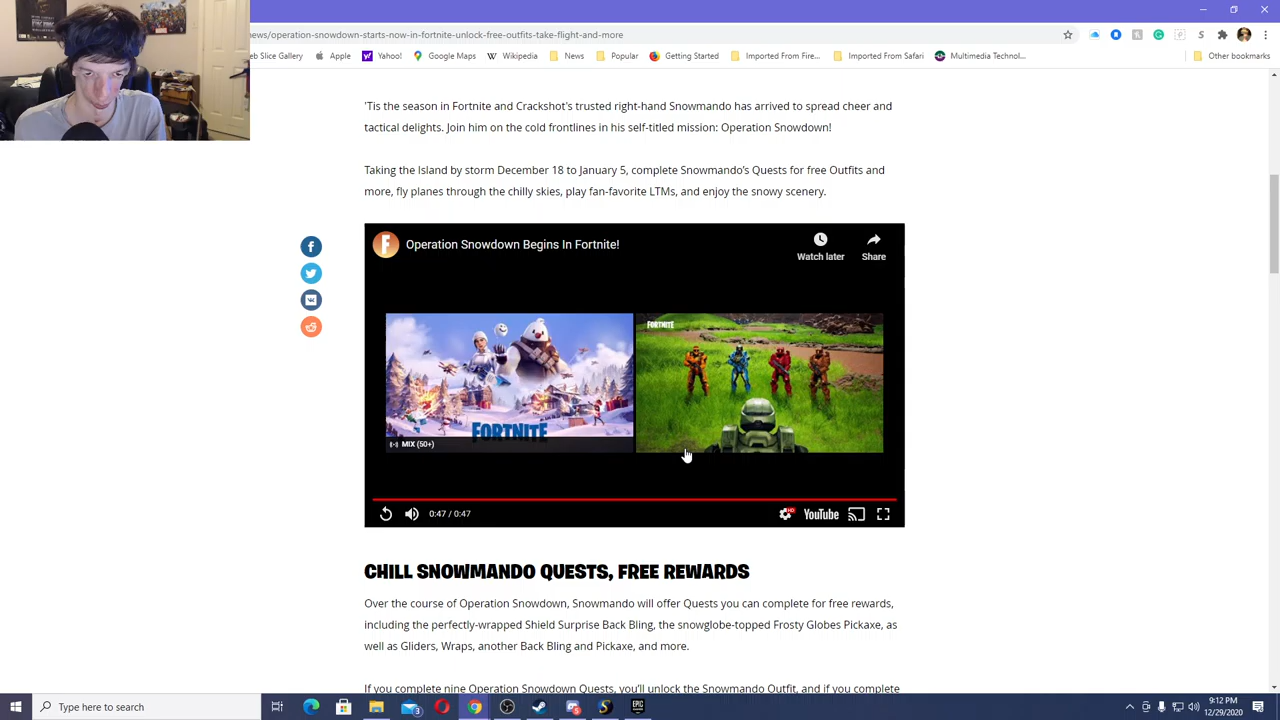 news/operation-snowdown-starts-now-in-fortnite-unlock-free-outfits-take-flight-and-more
eb Slice Gallery Apple Yahoo! Google Maps Wikipedia News Popular Getting Started Imported From Fire... Imported From Safari Multimedia Technol... Other bookmarks
'Tis the season in Fortnite and Crackshot's trusted right-hand Snowmando has arrived to spread cheer and
tactical delights. Join him on the cold frontlines in his self-titled mission: Operation Snowdown!
Taking the Island by storm December 18 to January 5, complete Snowmando's Quests for free Outfits and
more, fly planes through the chilly skies, play fan-favorite LTMs, and enjoy the snowy scenery.
Operation Snowdown Begins In Fortnite!
Watch later Share
FORTNITE
FORTNITE
MIX (50+)
0:47 / 0:47 HD YouTube
CHILL SNOWMANDO QUESTS, FREE REWARDS
Over the course of Operation Snowdown, Snowmando will offer Quests you can complete for free rewards,
including the perfectly-wrapped Shield Surprise Back Bling, the snowglobe-topped Frosty Globes Pickaxe, as
well as Gliders, Wraps, another Back Bling and Pickaxe, and more.
If you complete nine Operation Snowdown Quests, you'll unlock the Snowmando Outfit, and if you complete
Type here to search
3
EPIC
9:12 PM
12/29/2020